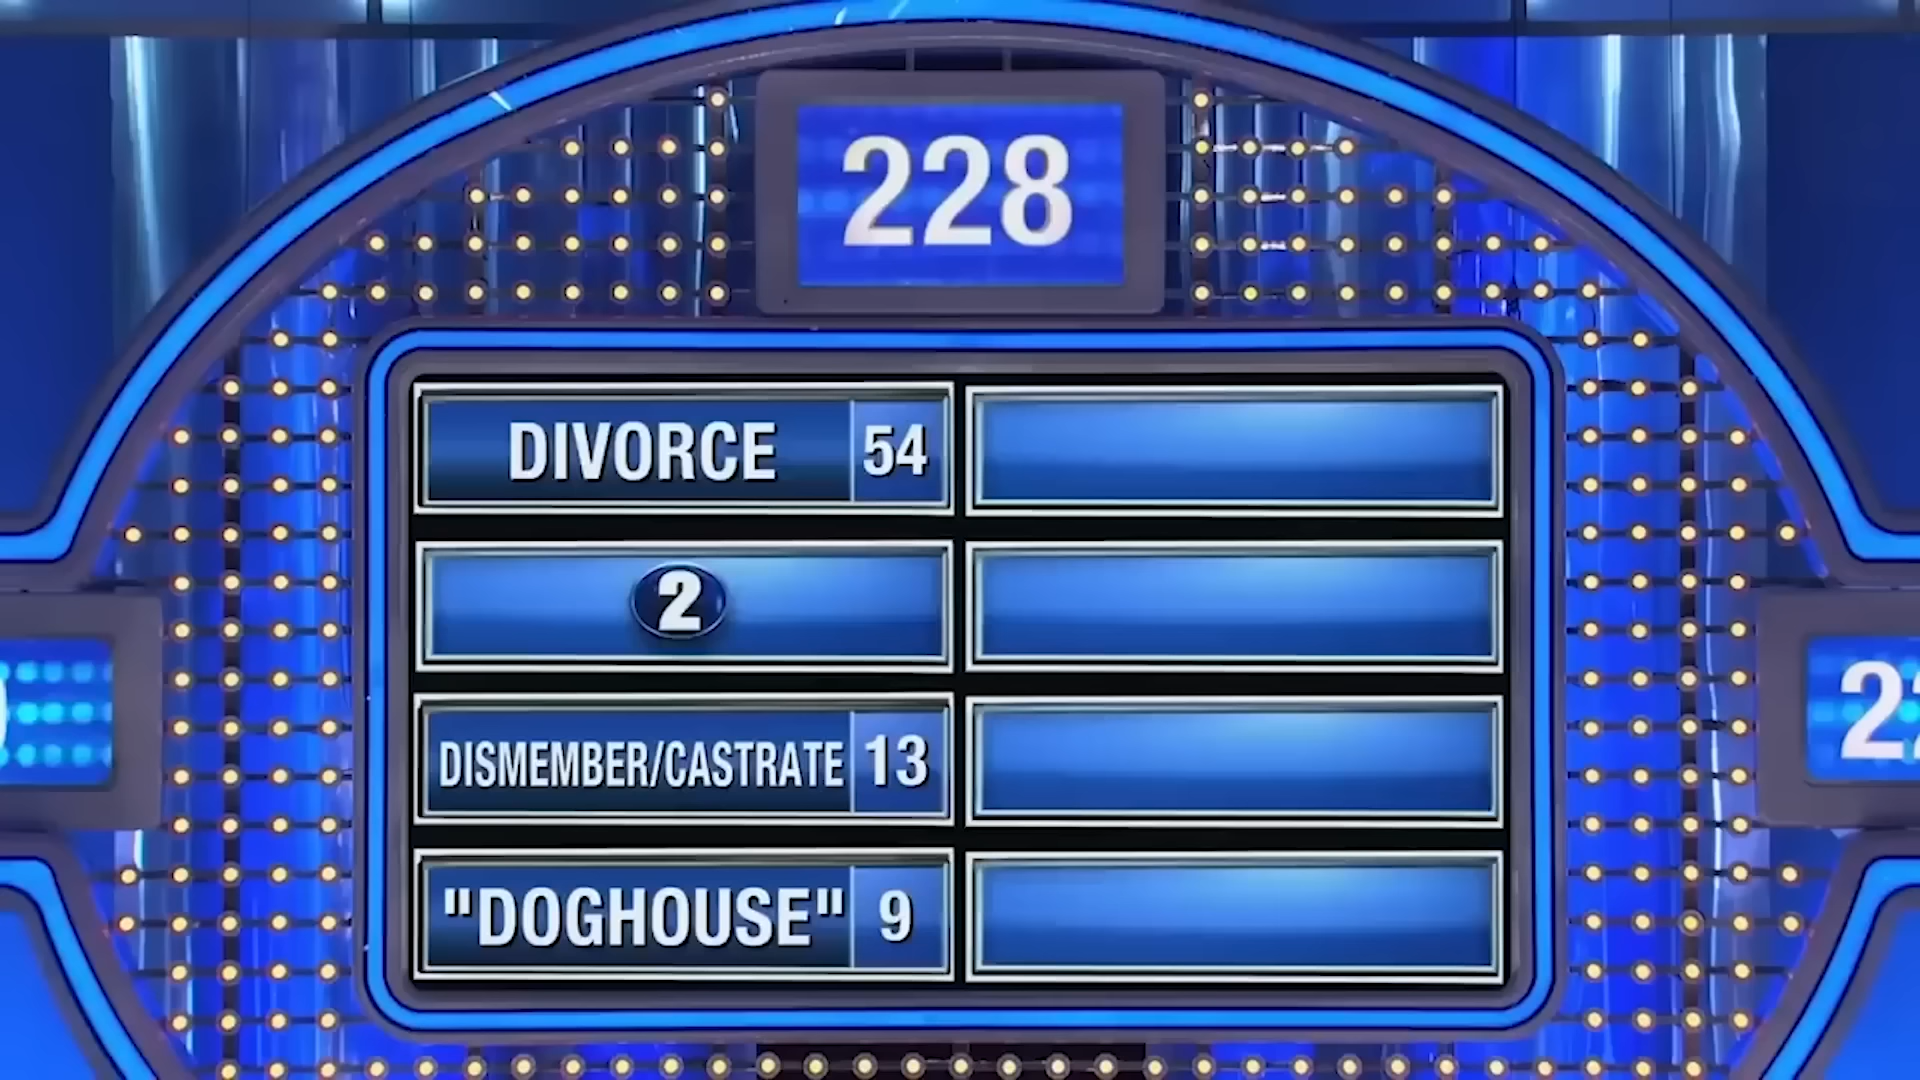 228
DIVORCE 54
2
DISMEMBER/CASTRATE 13
"DOGHOUSE" 9